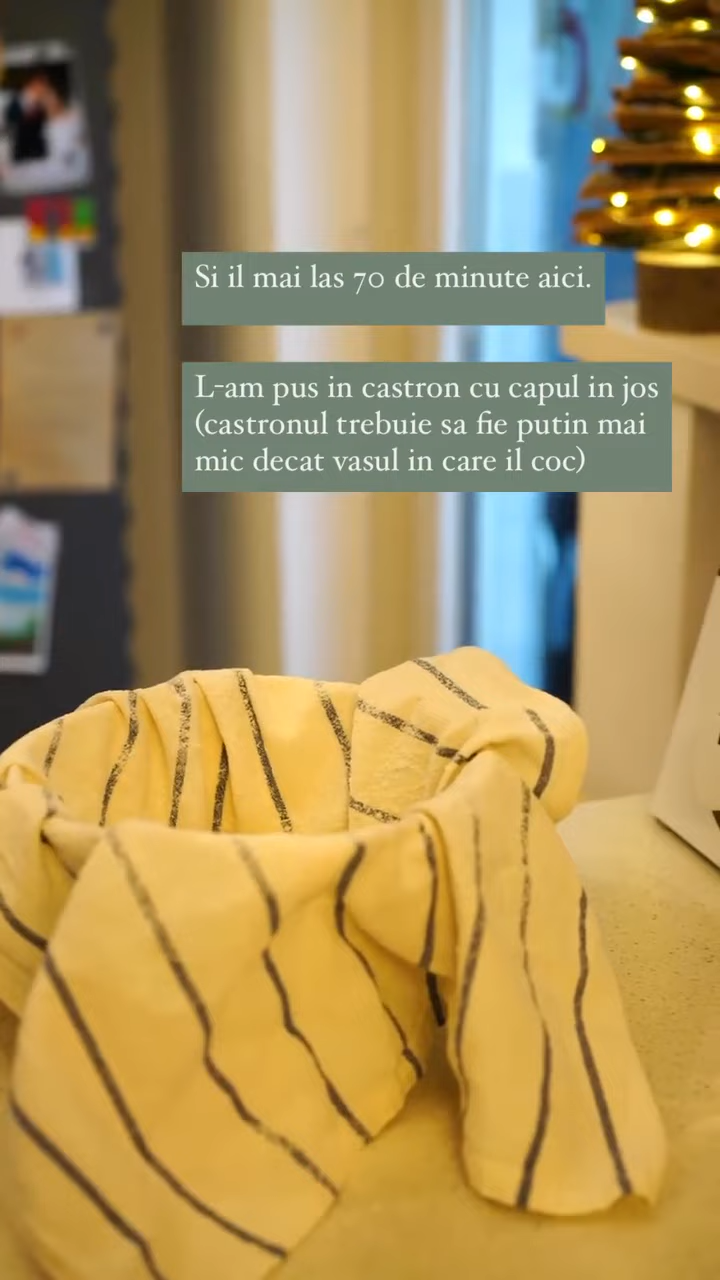 Si il mai las 70 de minute aici.
L-am pus in castron cu capul in jos
(castronul trebuie sa fie putin mai
mic decat vasul in care il coc)